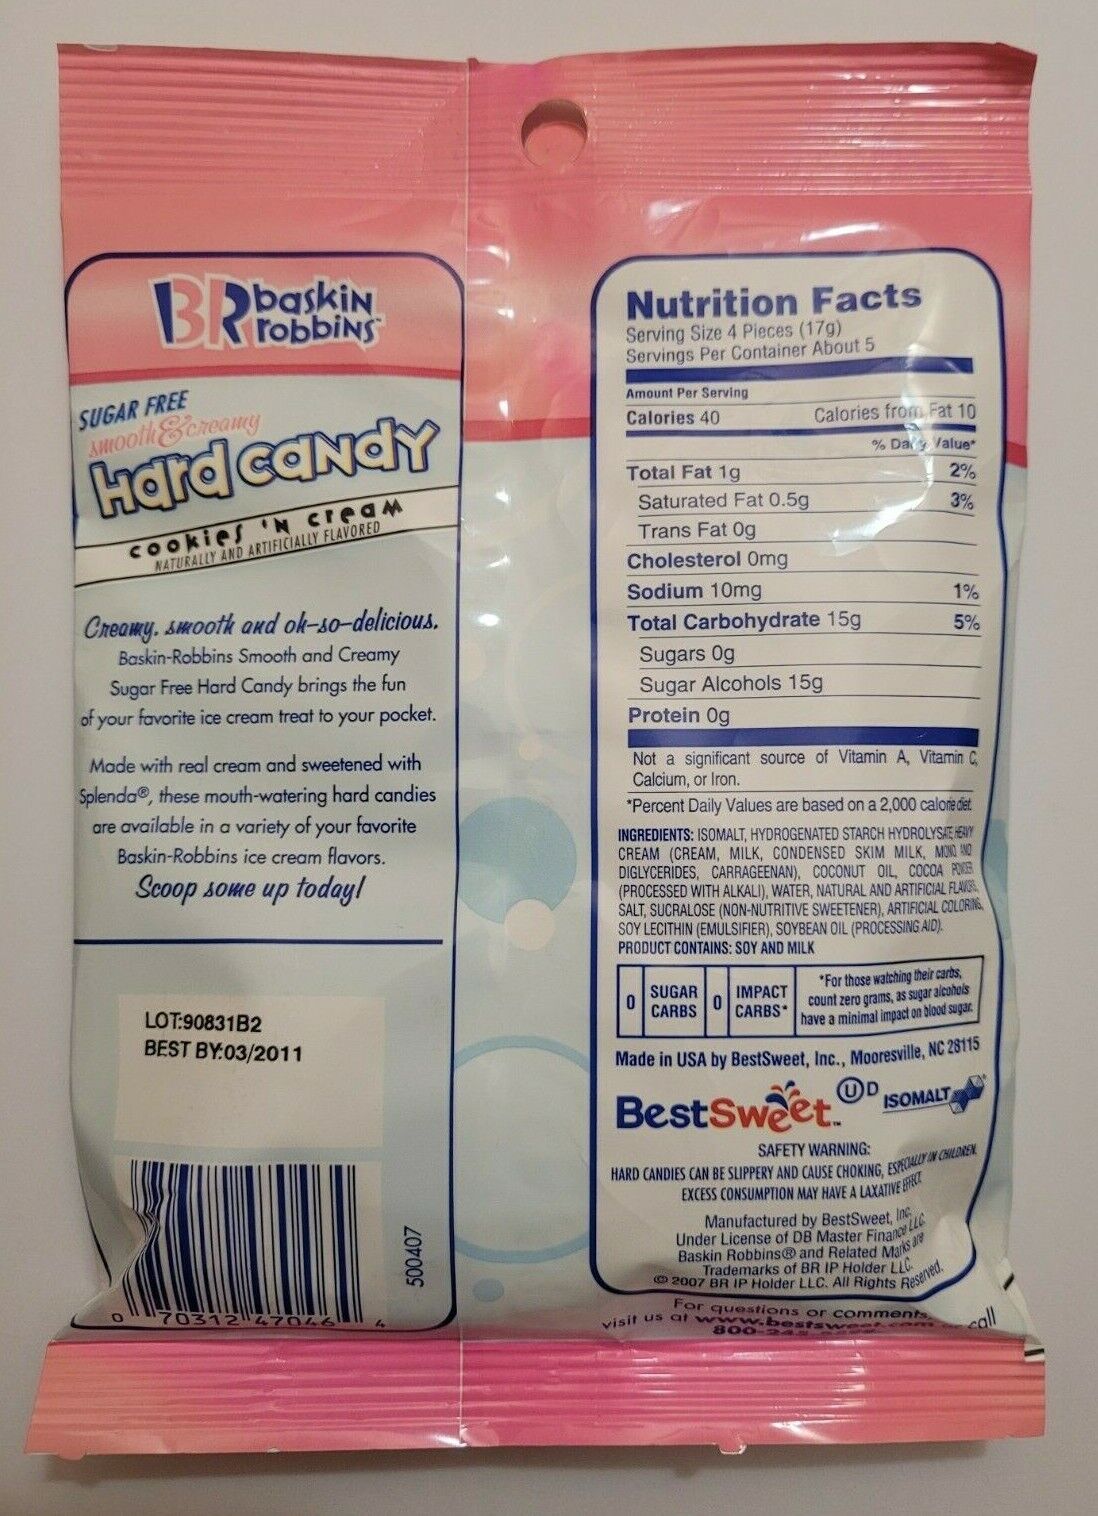 BR baskin robbins
SUGAR FREE
smooth & creamy
Hard candy
cookies 'n cream
NATURALLY AND ARTIFICIALLY FLAVORED
Creamy, smooth and oh-so-delicious.
Baskin-Robbins Smooth and Creamy
Sugar Free Hard Candy brings the fun
of your favorite ice cream treat to your pocket.
Made with real cream and sweetened with
Splenda®, these mouth-watering hard candies
are available in a variety of your favorite
Baskin-Robbins ice cream flavors.
Scoop some up today!
LOT:90831B2
BEST BY:03/2011
500407
0 70312 47046 4
Nutrition Facts
Serving Size 4 Pieces (17g)
Servings Per Container About 5
Amount Per Serving
Calories 40 Calories from Fat 10
% Daily Value*
Total Fat 1g 2%
Saturated Fat 0.5g 3%
Trans Fat 0g
Cholesterol 0mg
Sodium 10mg 1%
Total Carbohydrate 15g 5%
Sugars 0g
Sugar Alcohols 15g
Protein 0g
Not a significant source of Vitamin A, Vitamin C,
Calcium, or Iron.
*Percent Daily Values are based on a 2,000 calorie diet.
INGREDIENTS: ISOMALT, HYDROGENATED STARCH HYDROLYSATE, HEAVY
CREAM (CREAM, MILK, CONDENSED SKIM MILK, MONO AND
DIGLYCERIDES, CARRAGEENAN), COCONUT OIL, COCOA POWDER
(PROCESSED WITH ALKALI), WATER, NATURAL AND ARTIFICIAL FLAVORS,
SALT, SUCRALOSE (NON-NUTRITIVE SWEETENER), ARTIFICIAL COLORING,
SOY LECITHIN (EMULSIFIER), SOYBEAN OIL (PROCESSING AID).
PRODUCT CONTAINS: SOY AND MILK
0 SUGAR CARBS 0 IMPACT CARBS*
*For those watching their carbs,
count zero grams, as sugar alcohols
have a minimal impact on blood sugar.
Made in USA by BestSweet, Inc., Mooresville, NC 28115
BestSweet™ U D ISOMALT
SAFETY WARNING:
HARD CANDIES CAN BE SLIPPERY AND CAUSE CHOKING, ESPECIALLY IN CHILDREN.
EXCESS CONSUMPTION MAY HAVE A LAXATIVE EFFECT
Manufactured by BestSweet, Inc.
Under License of DB Master Finance LLC.
Baskin Robbins® and Related Marks are
Trademarks of BR IP Holder LLC.
© 2007 BR IP Holder LLC. All Rights Reserved.
For questions or comments,
visit us at www.bestsweet.com or call
800-